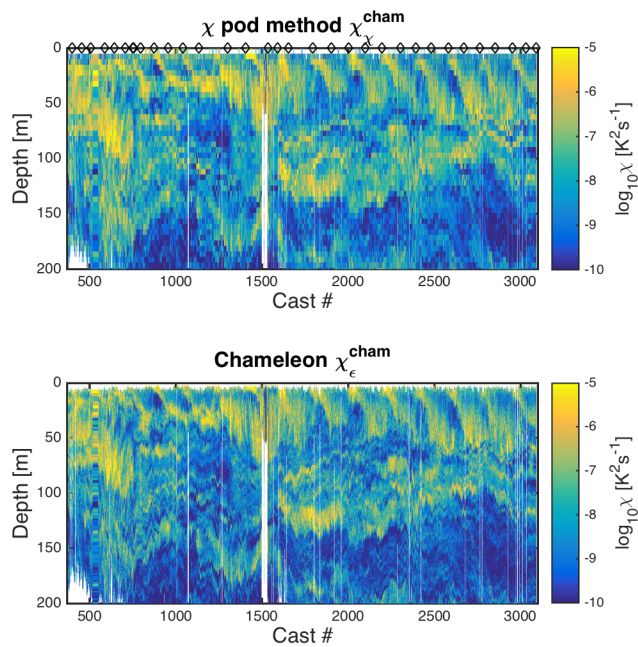 χ pod method χ_χ^cham
0
50
100
150
200
Depth [m]
500 1000 1500 2000 2500 3000
Cast #
-5
-6
-7
-8
-9
-10
log₁₀χ [K²s⁻¹]
Chameleon χ_ϵ^cham
0
50
100
150
200
Depth [m]
500 1000 1500 2000 2500 3000
Cast #
-5
-6
-7
-8
-9
-10
log₁₀χ [K²s⁻¹]